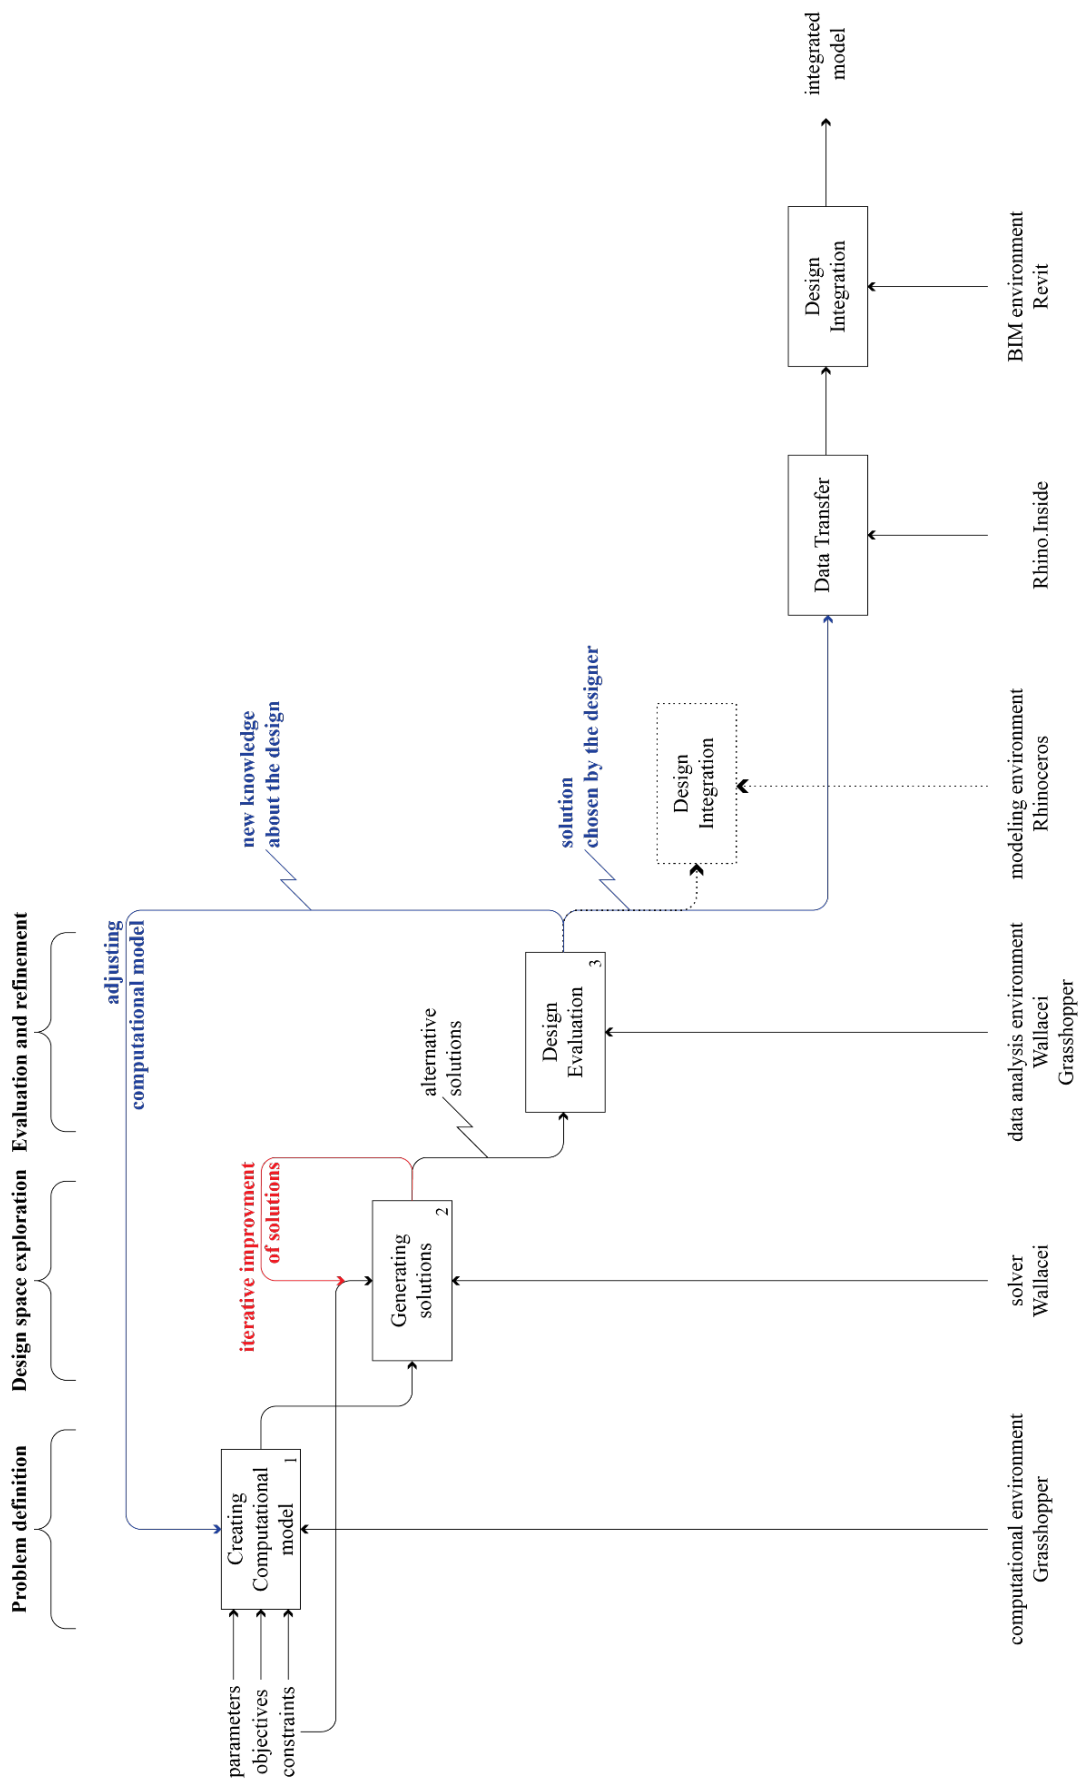 Problem definition
Design space exploration
Evaluation and refinement
adjusting
computational model
new knowledge
about the design
iterative improvment
of solutions
parameters
objectives
constraints
Creating
Computational
model
1
Generating
solutions
2
alternative
solutions
Design
Evaluation
3
solution
chosen by the designer
Design
Integration
Data Transfer
Design
Integration
integrated
model
computational environment
Grasshopper
solver
Wallacei
data analysis environment
Wallacei
Grasshopper
modeling environment
Rhinoceros
Rhino.Inside
BIM environment
Revit